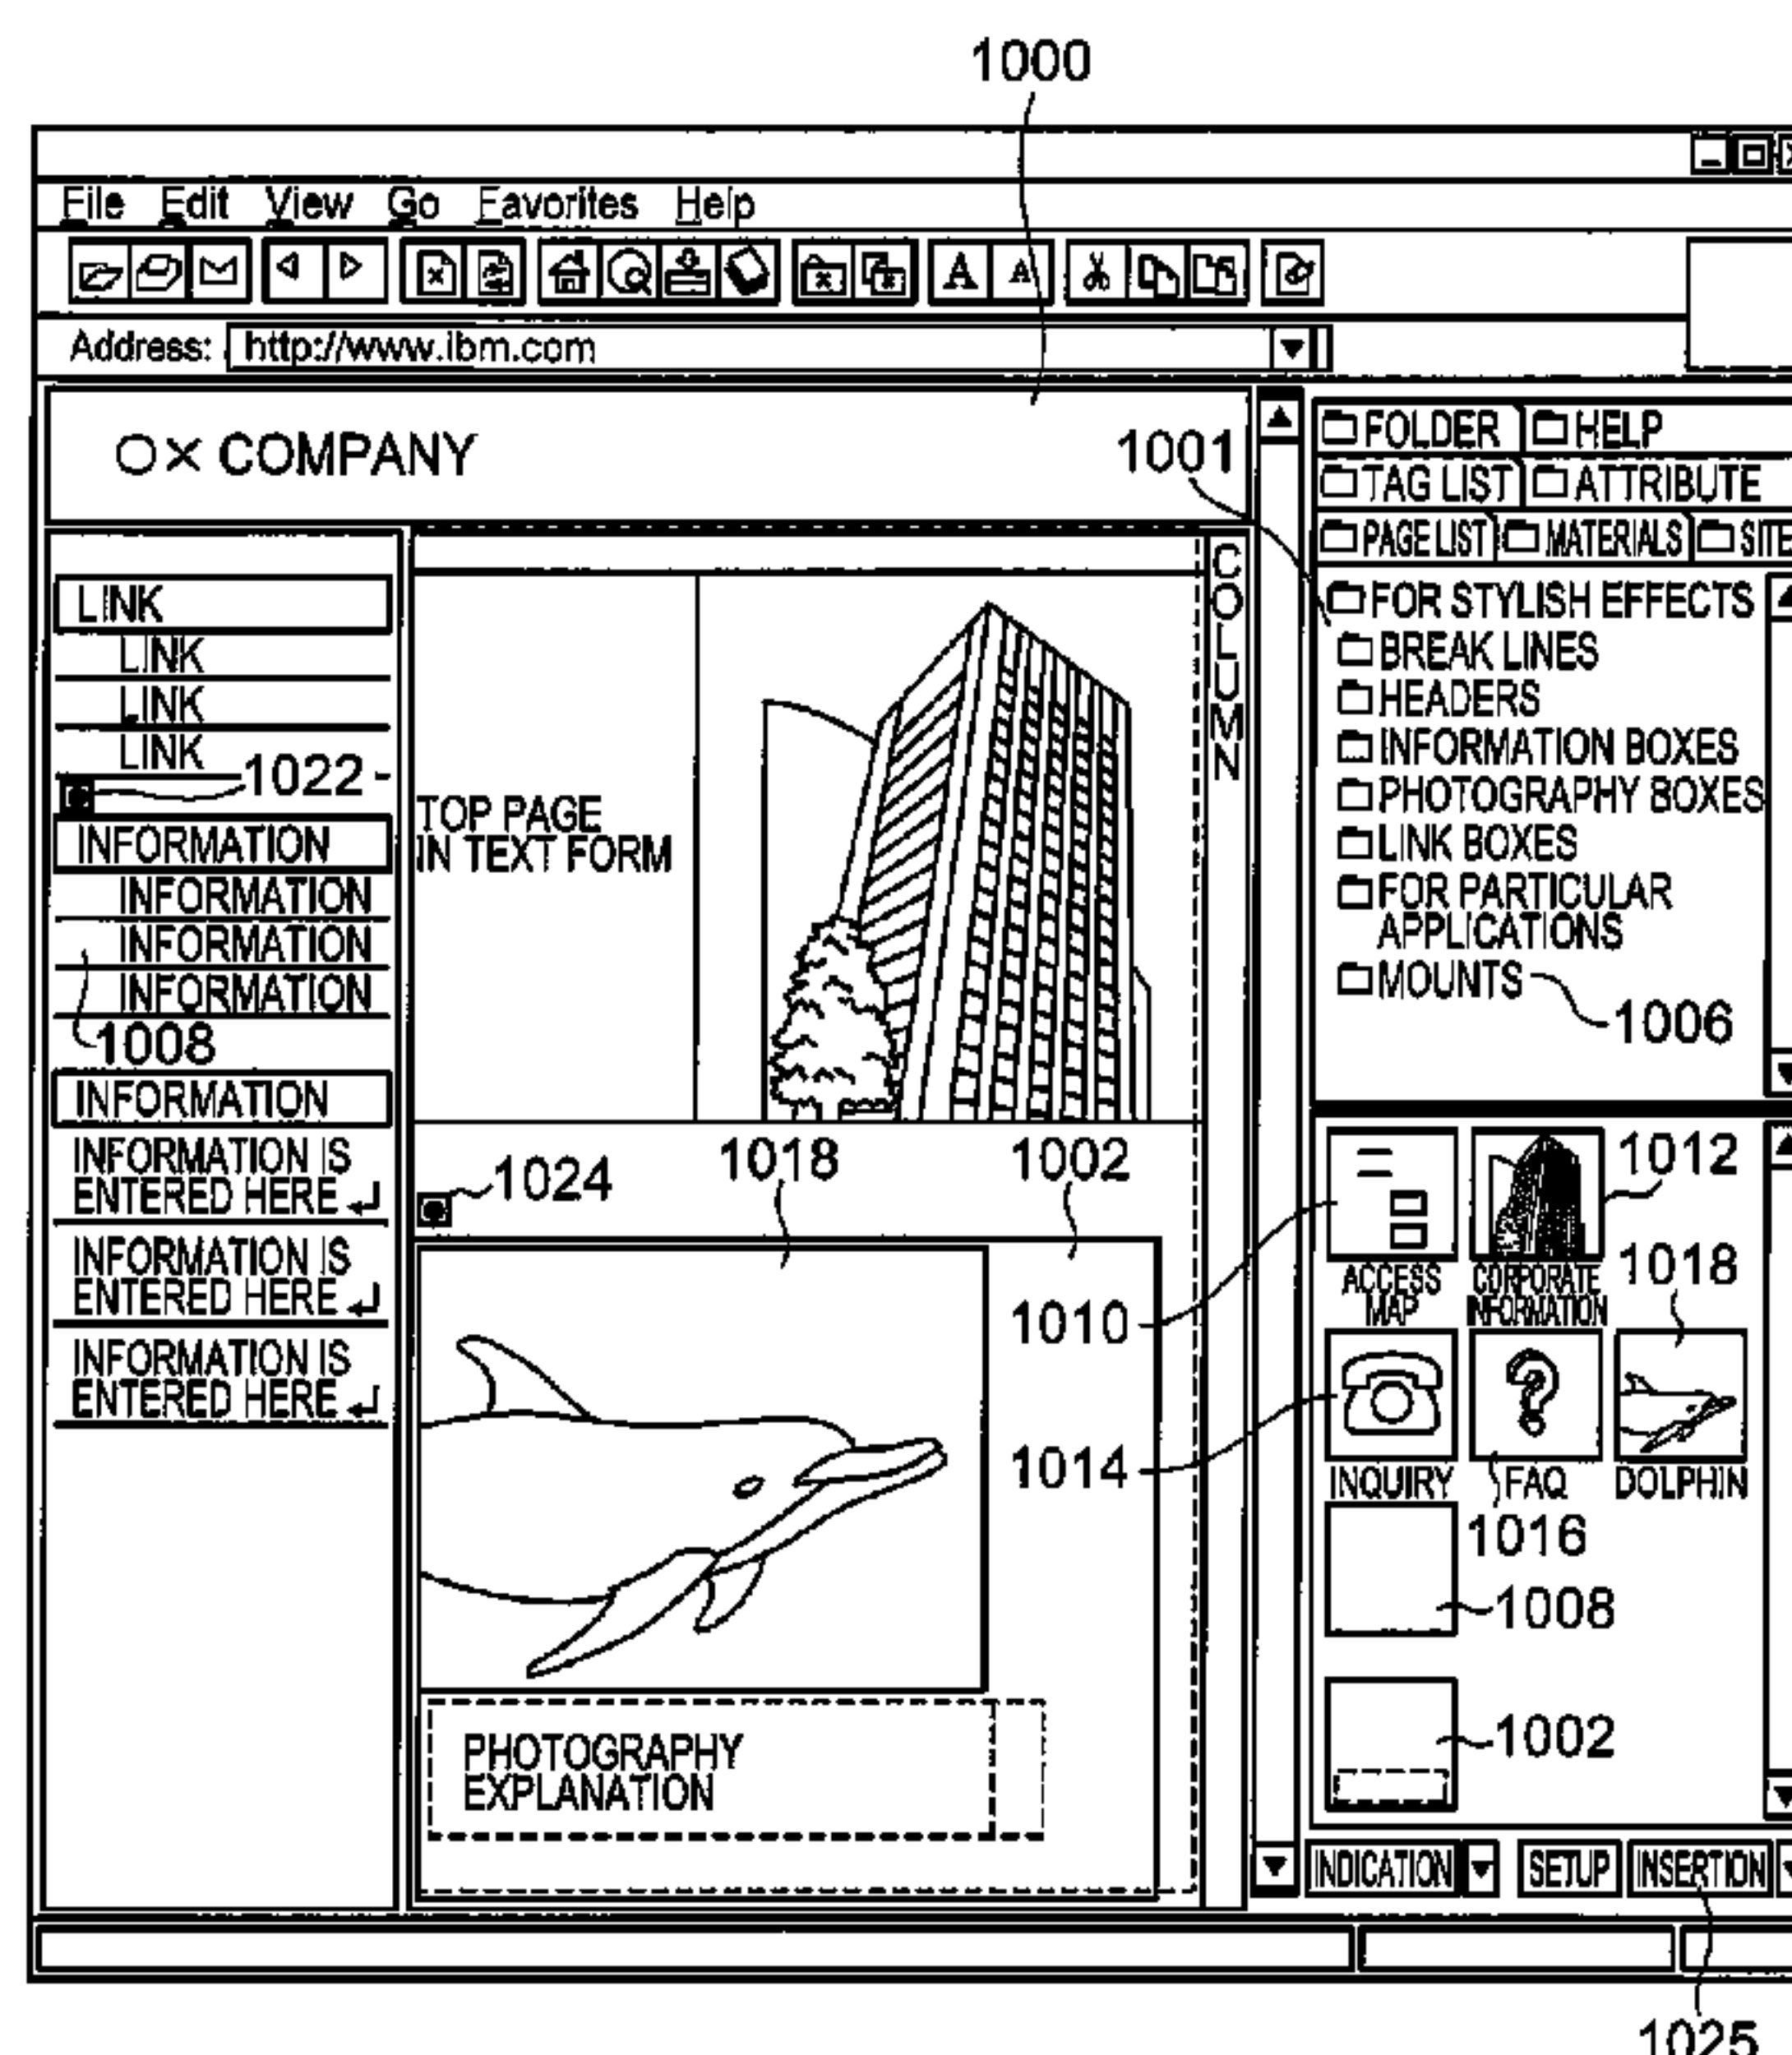 1000
File Edit View Go Favorites Help
A A
Address: http://www.ibm.com
○× COMPANY
1001
FOLDER HELP
TAG LIST ATTRIBUTE
PAGE LIST MATERIALS SITE
LINK
LINK
LINK
LINK
1022
INFORMATION
INFORMATION
INFORMATION
INFORMATION
1008
INFORMATION
INFORMATION IS
ENTERED HERE ↵
INFORMATION IS
ENTERED HERE ↵
INFORMATION IS
ENTERED HERE ↵
TOP PAGE
IN TEXT FORM
COLUMN
1024
1018
1002
PHOTOGRAPHY
EXPLANATION
FOR STYLISH EFFECTS
BREAK LINES
HEADERS
INFORMATION BOXES
PHOTOGRAPHY BOXES
LINK BOXES
FOR PARTICULAR
APPLICATIONS
MOUNTS
1006
1012
ACCESS
MAP
CORPORATE
INFORMATION
1018
1010
?
1014
INQUIRY
FAQ
DOLPHIN
1016
1008
1002
INDICATION SETUP INSERTION
1025